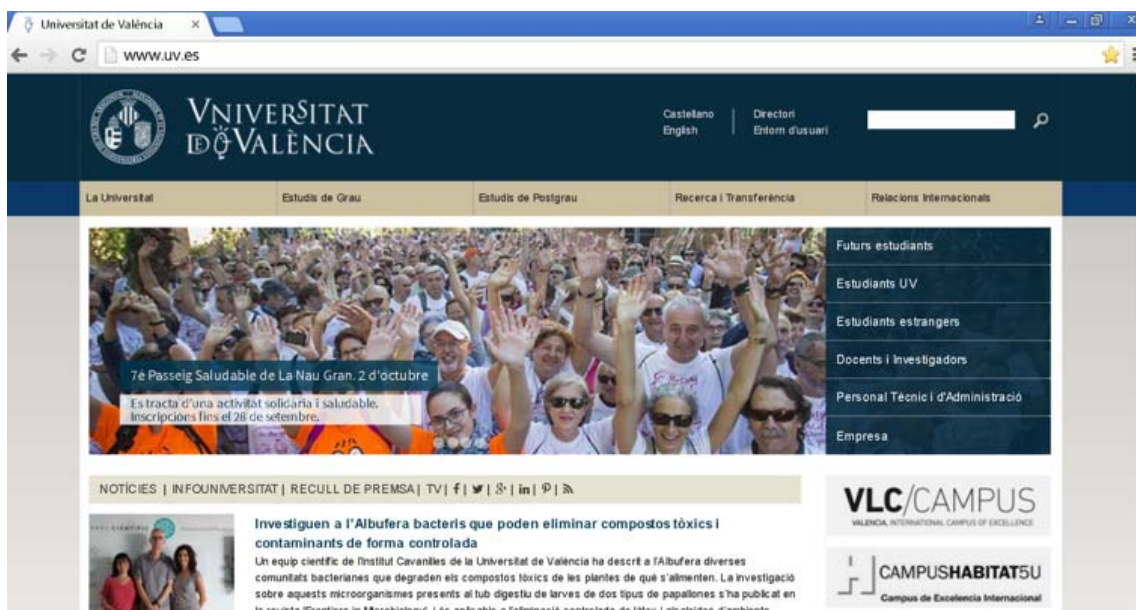 Universitat de València
www.uv.es
VNIVERSITAT
DE VALÈNCIA
Castellano
English
Directori
Entorn d'usuari
La Universitat
Estudis de Grau
Estudis de Postgrau
Recerca i Transferència
Relacions Internacionals
7é Passeig Saludable de La Nau Gran. 2 d'octubre
Es tracta d'una activitat solidària i saludable.
Inscripcions fins el 28 de setembre.
Futurs estudiants
Estudiants UV
Estudiants estrangers
Docents i Investigadors
Personal Tècnic i d'Administració
Empresa
NOTÍCIES | INFOUNIVERSITAT | RECULL DE PREMSA | TV |
Investiguen a l'Albufera bacteris que poden eliminar compostos tòxics i
contaminants de forma controlada
Un equip científic de l'Institut Cavanilles de la Universitat de València ha descrit a l'Albufera diverses
comunitats bacterianes que degraden els compostos tòxics de les plantes de què s'alimenten. La investigació
sobre aquests microorganismes presents al tub digestiu de larves de dos tipus de papallones s'ha publicat en
la revista 'Frontiers in Microbiology'
VLC/CAMPUS
VALENCIA, INTERNATIONAL CAMPUS OF EXCELLENCE
CAMPUSHABITAT5U
Campus de Excelencia Internacional